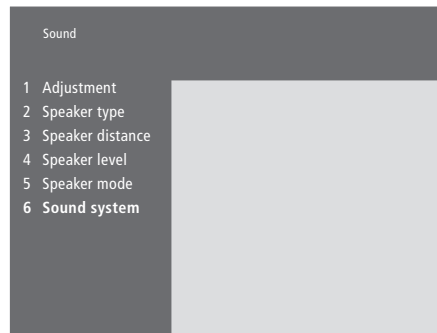 Sound
1 Adjustment
2 Speaker type
3 Speaker distance
4 Speaker level
5 Speaker mode
6 Sound system